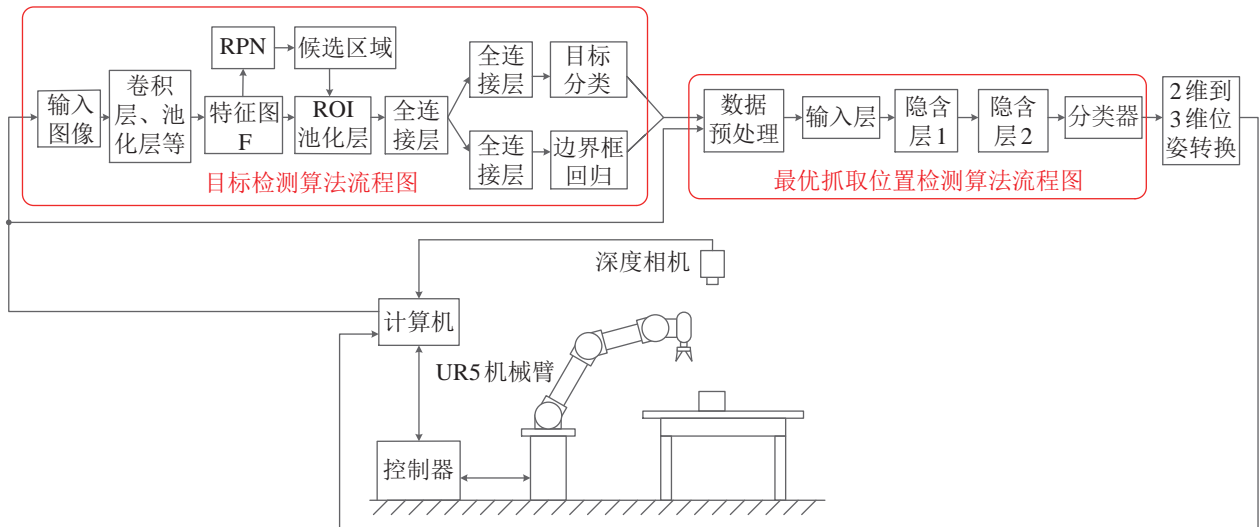 RPN
候选区域
输入
图像
卷积
层、池
化层等
特征图
F
ROI
池化层
全连
接层
全连
接层
目标
分类
全连
接层
边界框
回归
目标检测算法流程图
数据
预处理
输入层
隐含
层1
隐含
层2
分类器
最优抓取位置检测算法流程图
2维到
3维位
姿转换
深度相机
计算机
UR5机械臂
控制器